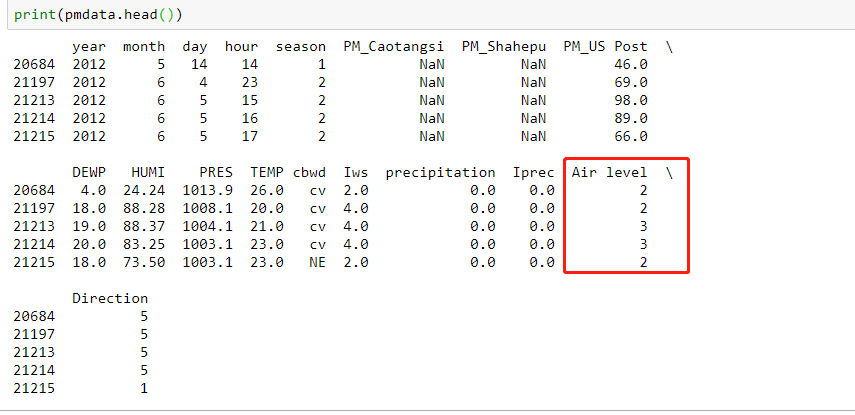 print(pmdata.head())
year month day hour season PM_Caotangsi PM_Shahepu PM_US Post \
20684 2012 5 14 14 1 NaN NaN 46.0
21197 2012 6 4 23 2 NaN NaN 69.0
21213 2012 6 5 15 2 NaN NaN 98.0
21214 2012 6 5 16 2 NaN NaN 89.0
21215 2012 6 5 17 2 NaN NaN 66.0
DEWP HUMI PRES TEMP cbwd Iws precipitation Iprec Air level \
20684 4.0 24.24 1013.9 26.0 cv 2.0 0.0 0.0 2
21197 18.0 88.28 1008.1 20.0 cv 4.0 0.0 0.0 2
21213 19.0 88.37 1004.1 21.0 cv 4.0 0.0 0.0 3
21214 20.0 83.25 1003.1 23.0 cv 4.0 0.0 0.0 3
21215 18.0 73.50 1003.1 23.0 NE 2.0 0.0 0.0 2
Direction
20684 5
21197 5
21213 5
21214 5
21215 1